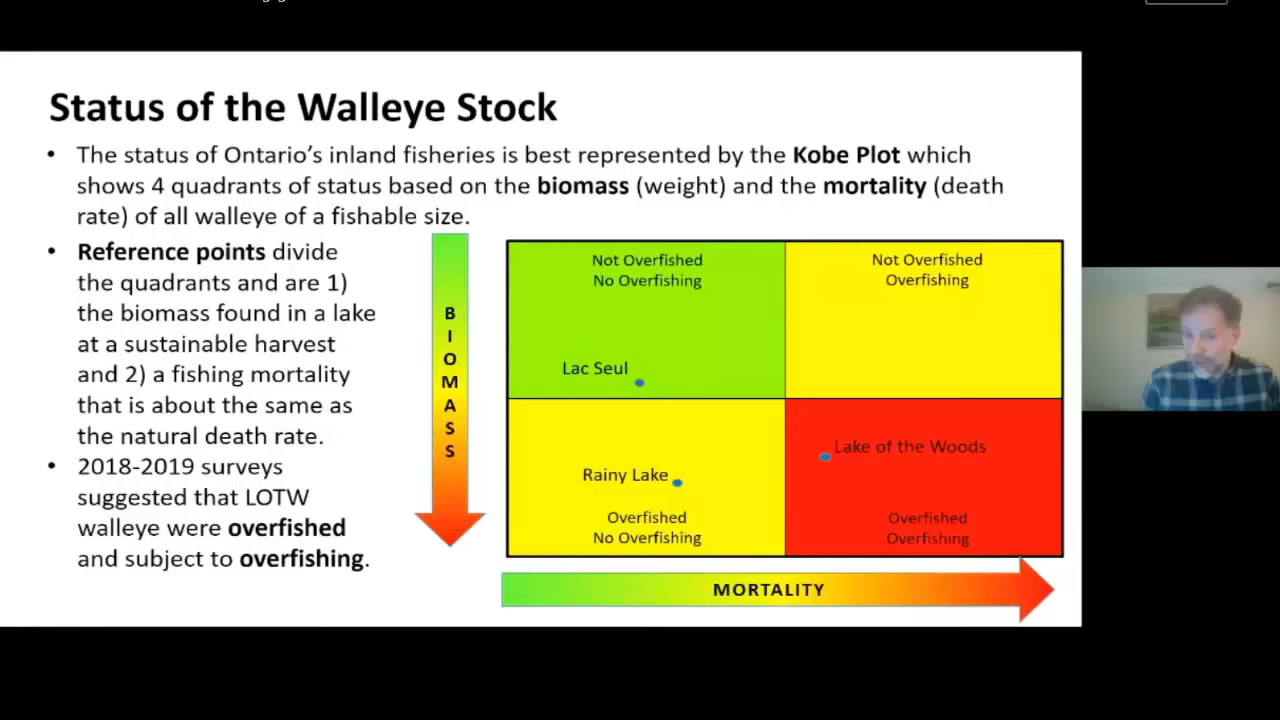 Status of the Walleye Stock
• The status of Ontario's inland fisheries is best represented by the Kobe Plot which
shows 4 quadrants of status based on the biomass (weight) and the mortality (death
rate) of all walleye of a fishable size.
• Reference points divide
the quadrants and are 1)
the biomass found in a lake
at a sustainable harvest
and 2) a fishing mortality
that is about the same as
the natural death rate.
• 2018-2019 surveys
suggested that LOTW
walleye were overfished
and subject to overfishing.
BIOMASS
Not Overfished
No Overfishing
Not Overfished
Overfishing
Lac Seul
Lake of the Woods
Rainy Lake
Overfished
No Overfishing
Overfished
Overfishing
MORTALITY